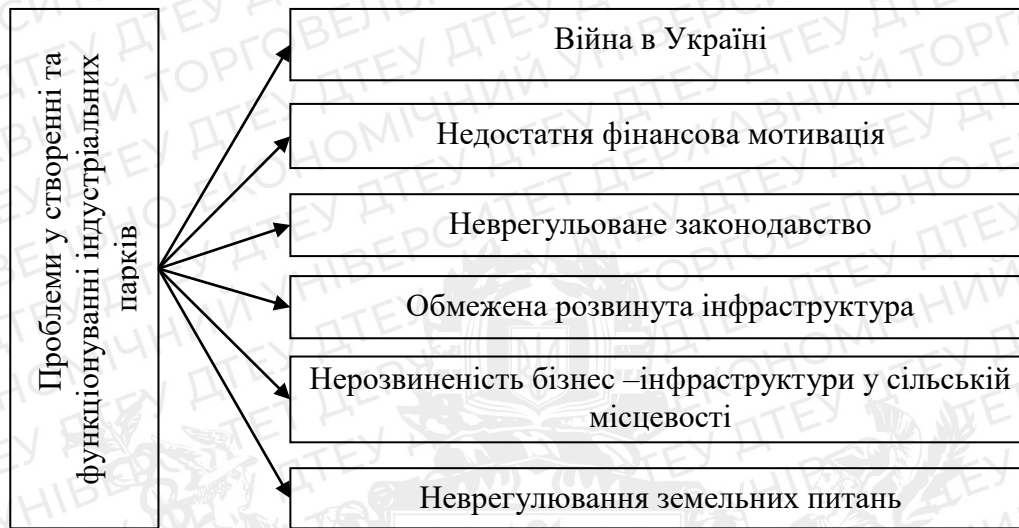 Проблеми у створенні та
функціонуванні індустріальних
парків
Війна в Україні
Недостатня фінансова мотивація
Неврегульоване законодавство
Обмежена розвинута інфраструктура
Нерозвиненість бізнес –інфраструктури у сільській
місцевості
Неврегулювання земельних питань